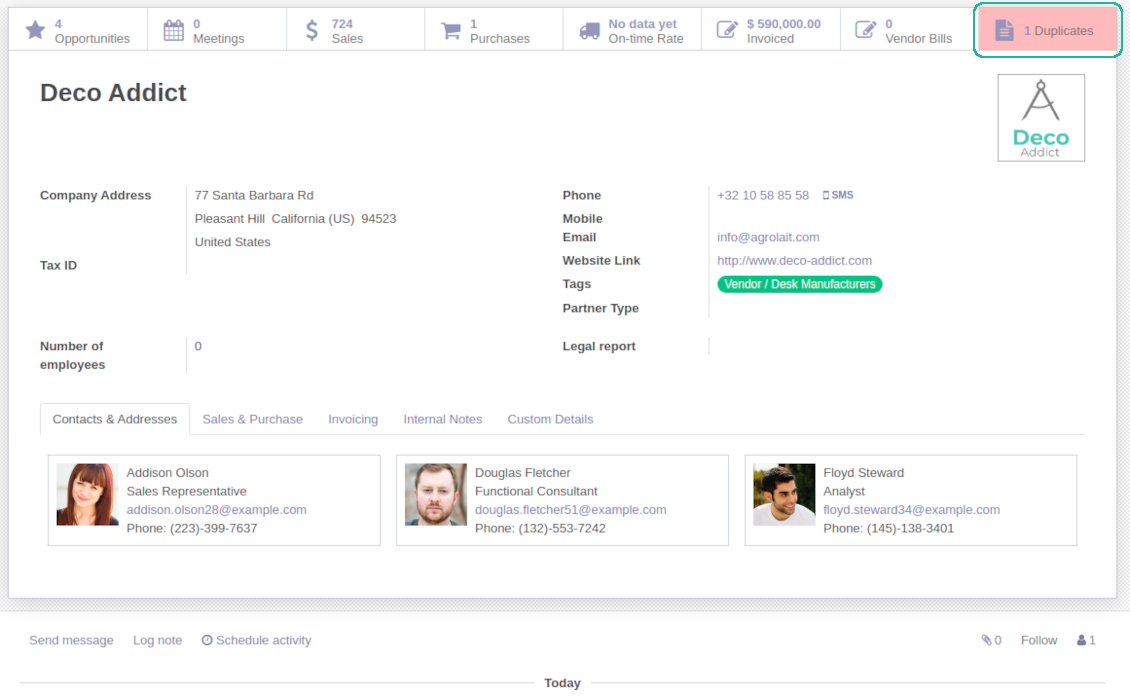 4
Opportunities
0
Meetings
724
Sales
1
Purchases
No data yet
On-time Rate
$ 590,000.00
Invoiced
0
Vendor Bills
1 Duplicates
Deco Addict
Deco
Addict
Company Address
77 Santa Barbara Rd
Pleasant Hill California (US) 94523
United States
Tax ID
Phone
+32 10 58 85 58 SMS
Mobile
Email
info@agrolait.com
Website Link
http://www.deco-addict.com
Tags
Vendor / Desk Manufacturers
Partner Type
Number of
employees
0
Legal report
Contacts & Addresses
Sales & Purchase
Invoicing
Internal Notes
Custom Details
Addison Olson
Sales Representative
addison.olson28@example.com
Phone: (223)-399-7637
Douglas Fletcher
Functional Consultant
douglas.fletcher51@example.com
Phone: (132)-553-7242
Floyd Steward
Analyst
floyd.steward34@example.com
Phone: (145)-138-3401
Send message
Log note
Schedule activity
0
Follow
1
Today